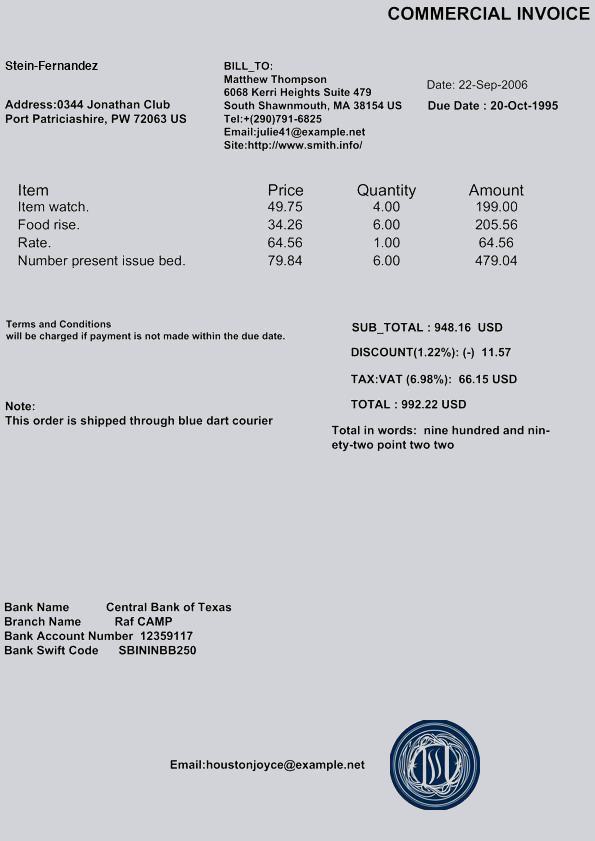 COMMERCIAL INVOICE
Stein-Fernandez
Address:0344 Jonathan Club
Port Patriciashire, PW 72063 US
BILL_TO:
Matthew Thompson
6068 Kerri Heights Suite 479
South Shawnmouth, MA 38154 US
Tel:+(290)791-6825
Email:julie41@example.net
Site:http://www.smith.info/
Date: 22-Sep-2006
Due Date : 20-Oct-1995
Item Price Quantity Amount
Item watch. 49.75 4.00 199.00
Food rise. 34.26 6.00 205.56
Rate. 64.56 1.00 64.56
Number present issue bed. 79.84 6.00 479.04
Terms and Conditions
will be charged if payment is not made within the due date.
SUB_TOTAL : 948.16 USD
DISCOUNT(1.22%): (-) 11.57
TAX:VAT (6.98%): 66.15 USD
TOTAL : 992.22 USD
Note:
This order is shipped through blue dart courier
Total in words: nine hundred and nin-
ety-two point two two
Bank Name Central Bank of Texas
Branch Name Raf CAMP
Bank Account Number 12359117
Bank Swift Code SBININBB250
Email:houstonjoyce@example.net